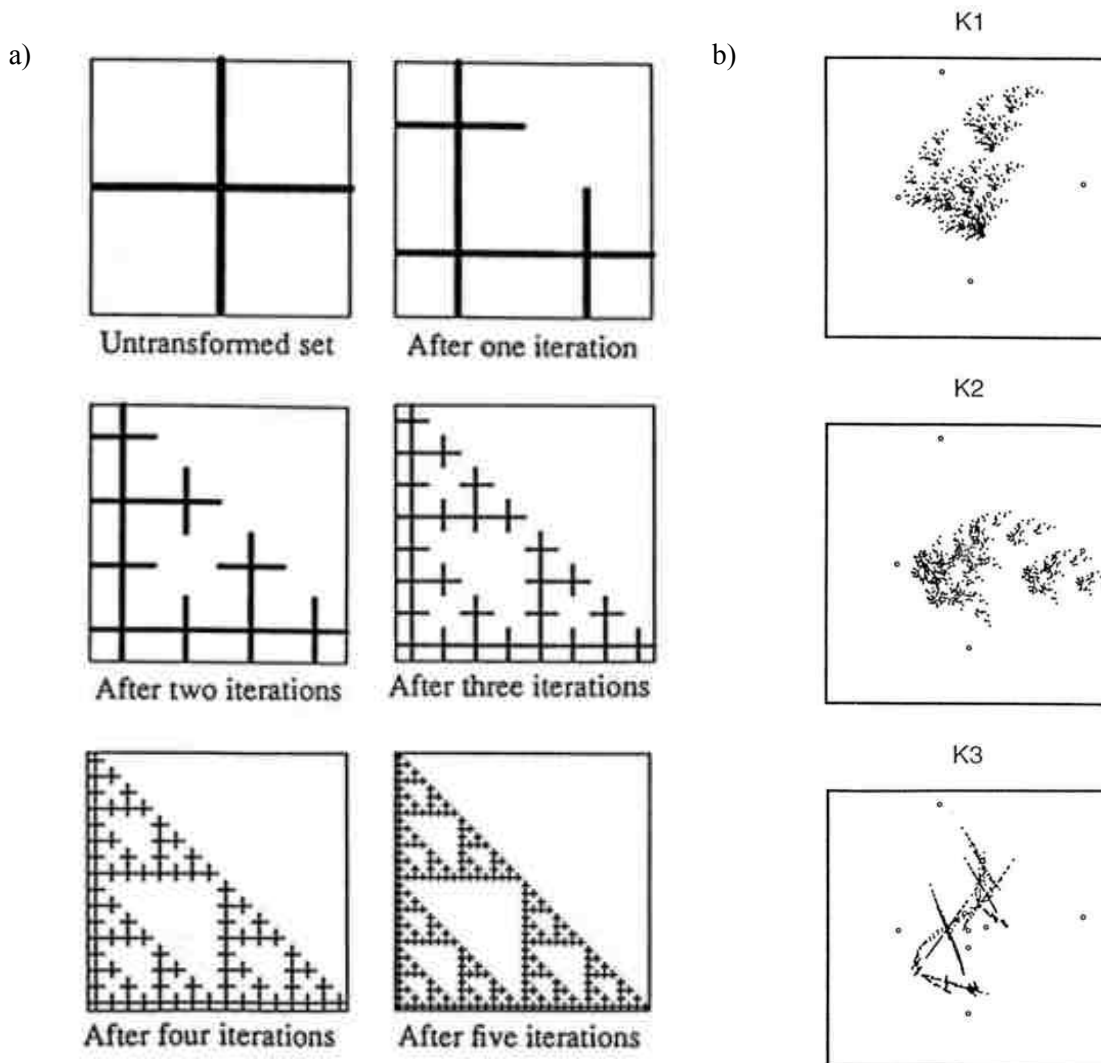 a)
Untransformed set
After one iteration
After two iterations
After three iterations
After four iterations
After five iterations
b)
K1
K2
K3